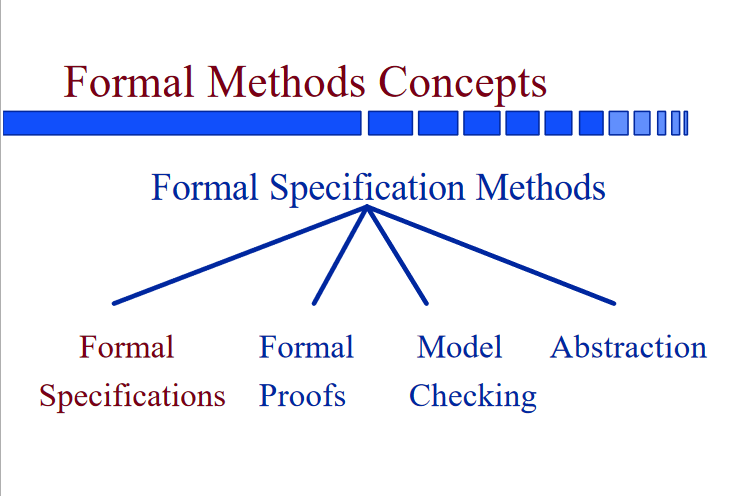 Formal Methods Concepts
Formal Specification Methods
Formal
Specifications
Formal
Proofs
Model
Checking
Abstraction